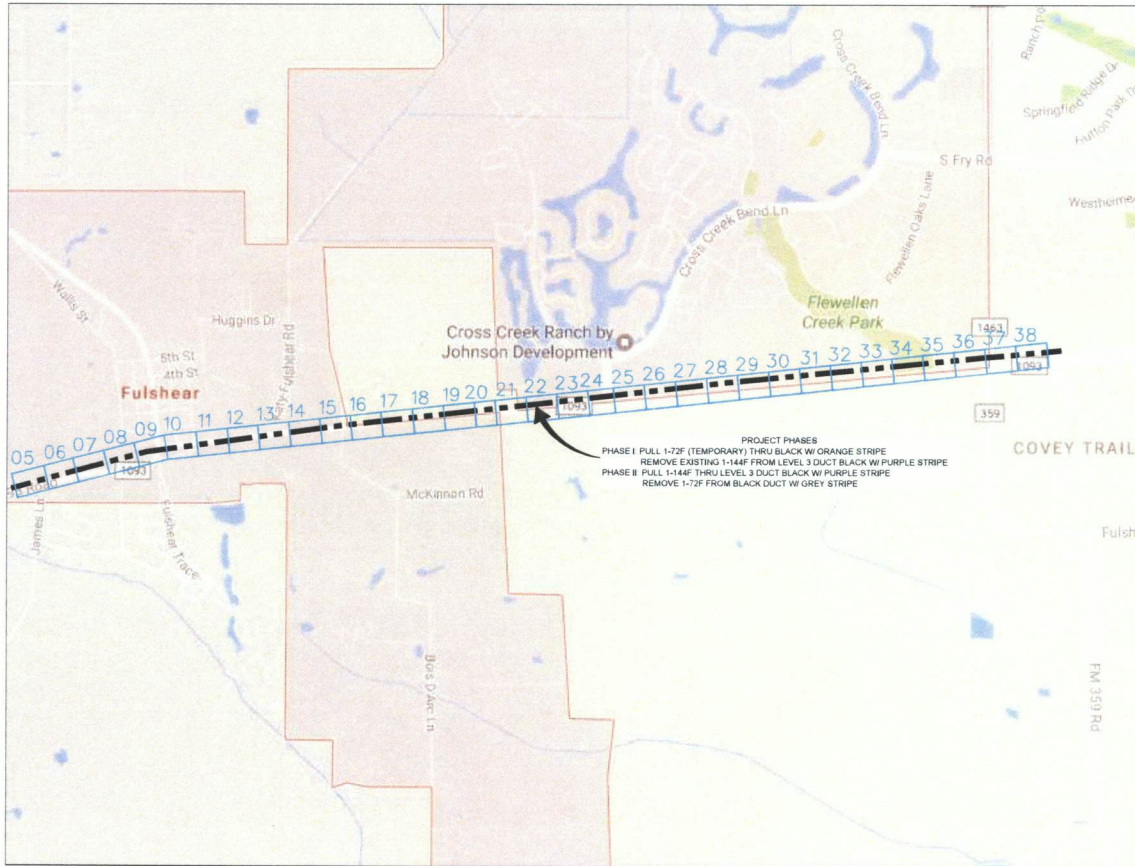 Ranch
Springfield Ridge Dr
Hutton Park
Cross Creek Bend Ln
S Fry Rd
Westheime
Flewellen Oaks Lane
Cross Creek Bend Ln
Wallis St
Huggins Dr
Fulshear Rd
5th St
4th St
Fulshear
Cross Creek Ranch by
Johnson Development
Flewellen
Creek Park
1463
05 06 07 08 09 10 11 12 13 14 15 16 17 18 19 20 21 22 23 24 25 26 27 28 29 30 31 32 33 34 35 36 37 38
1093
1093
1093
359
PROJECT PHASES
PHASE I PULL 1-72F (TEMPORARY) THRU BLACK W/ ORANGE STRIPE
REMOVE EXISTING 1-144F FROM LEVEL 3 DUCT BLACK W/ PURPLE STRIPE
PHASE II PULL 1-144F THRU LEVEL 3 DUCT BLACK W/ PURPLE STRIPE
REMOVE 1-72F FROM BLACK DUCT W/ GREY STRIPE
COVEY TRAIL
McKinnon Rd
James Ln
Fulshear Trace
Fulsh
Bois D'Arc Ln
FM 359 Rd